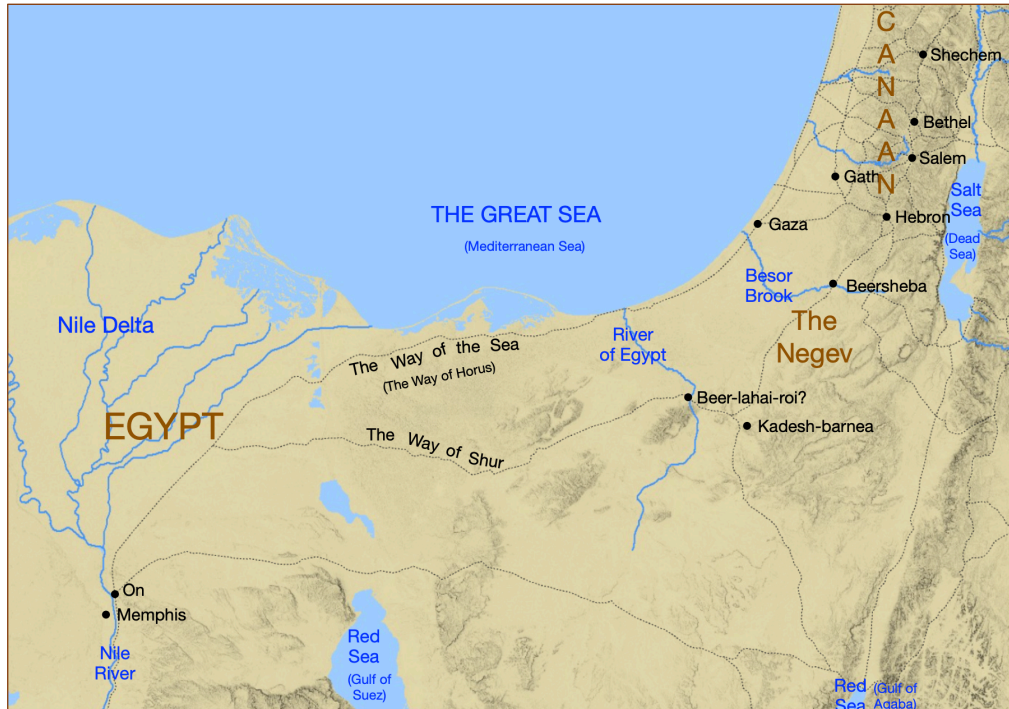 C
A
N
A
A
N
Shechem
Bethel
Salem
Gath
Salt
Sea
(Dead
Sea)
THE GREAT SEA
(Mediterranean Sea)
Gaza
Hebron
Besor
Brook
Beersheba
The
Negev
Nile Delta
River
of Egypt
The Way of the Sea
(The Way of Horus)
Beer-lahai-roi?
EGYPT
Kadesh-barnea
The Way of Shur
On
Memphis
Nile
River
Red
Sea
(Gulf of
Suez)
Red
Sea
(Gulf of
Aqaba)